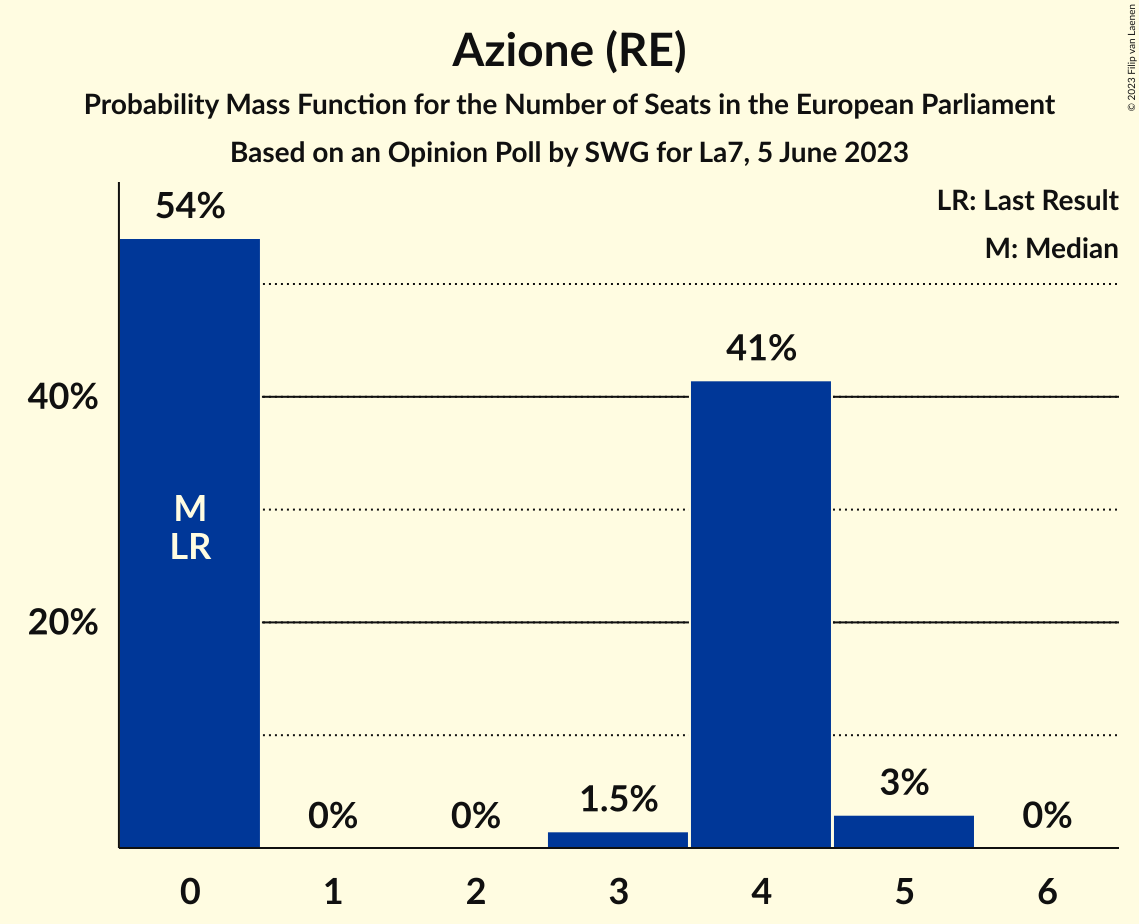 Azione (RE)
Probability Mass Function for the Number of Seats in the European Parliament
Based on an Opinion Poll by SWG for La7, 5 June 2023
© 2023 Filip van Laenen
LR: Last Result
M: Median
54%
41%
40%
M
LR
20%
0%
0%
1.5%
3%
0%
0
1
2
3
4
5
6